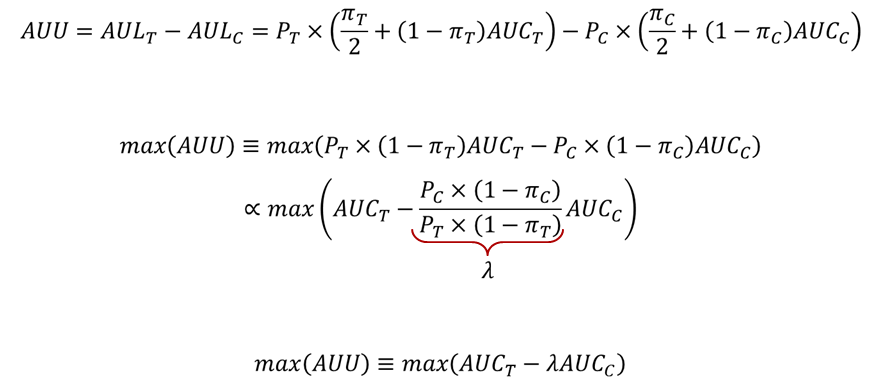 AUU = AUL_T − AUL_C = P_T × (π_T/2 + (1 − π_T)AUC_T) − P_C × (π_C/2 + (1 − π_C)AUC_C)
max(AUU) ≡ max(P_T × (1 − π_T)AUC_T − P_C × (1 − π_C)AUC_C)
∝ max(AUC_T − (P_C × (1 − π_C))/(P_T × (1 − π_T)) AUC_C)
λ
max(AUU) ≡ max(AUC_T − λAUC_C)